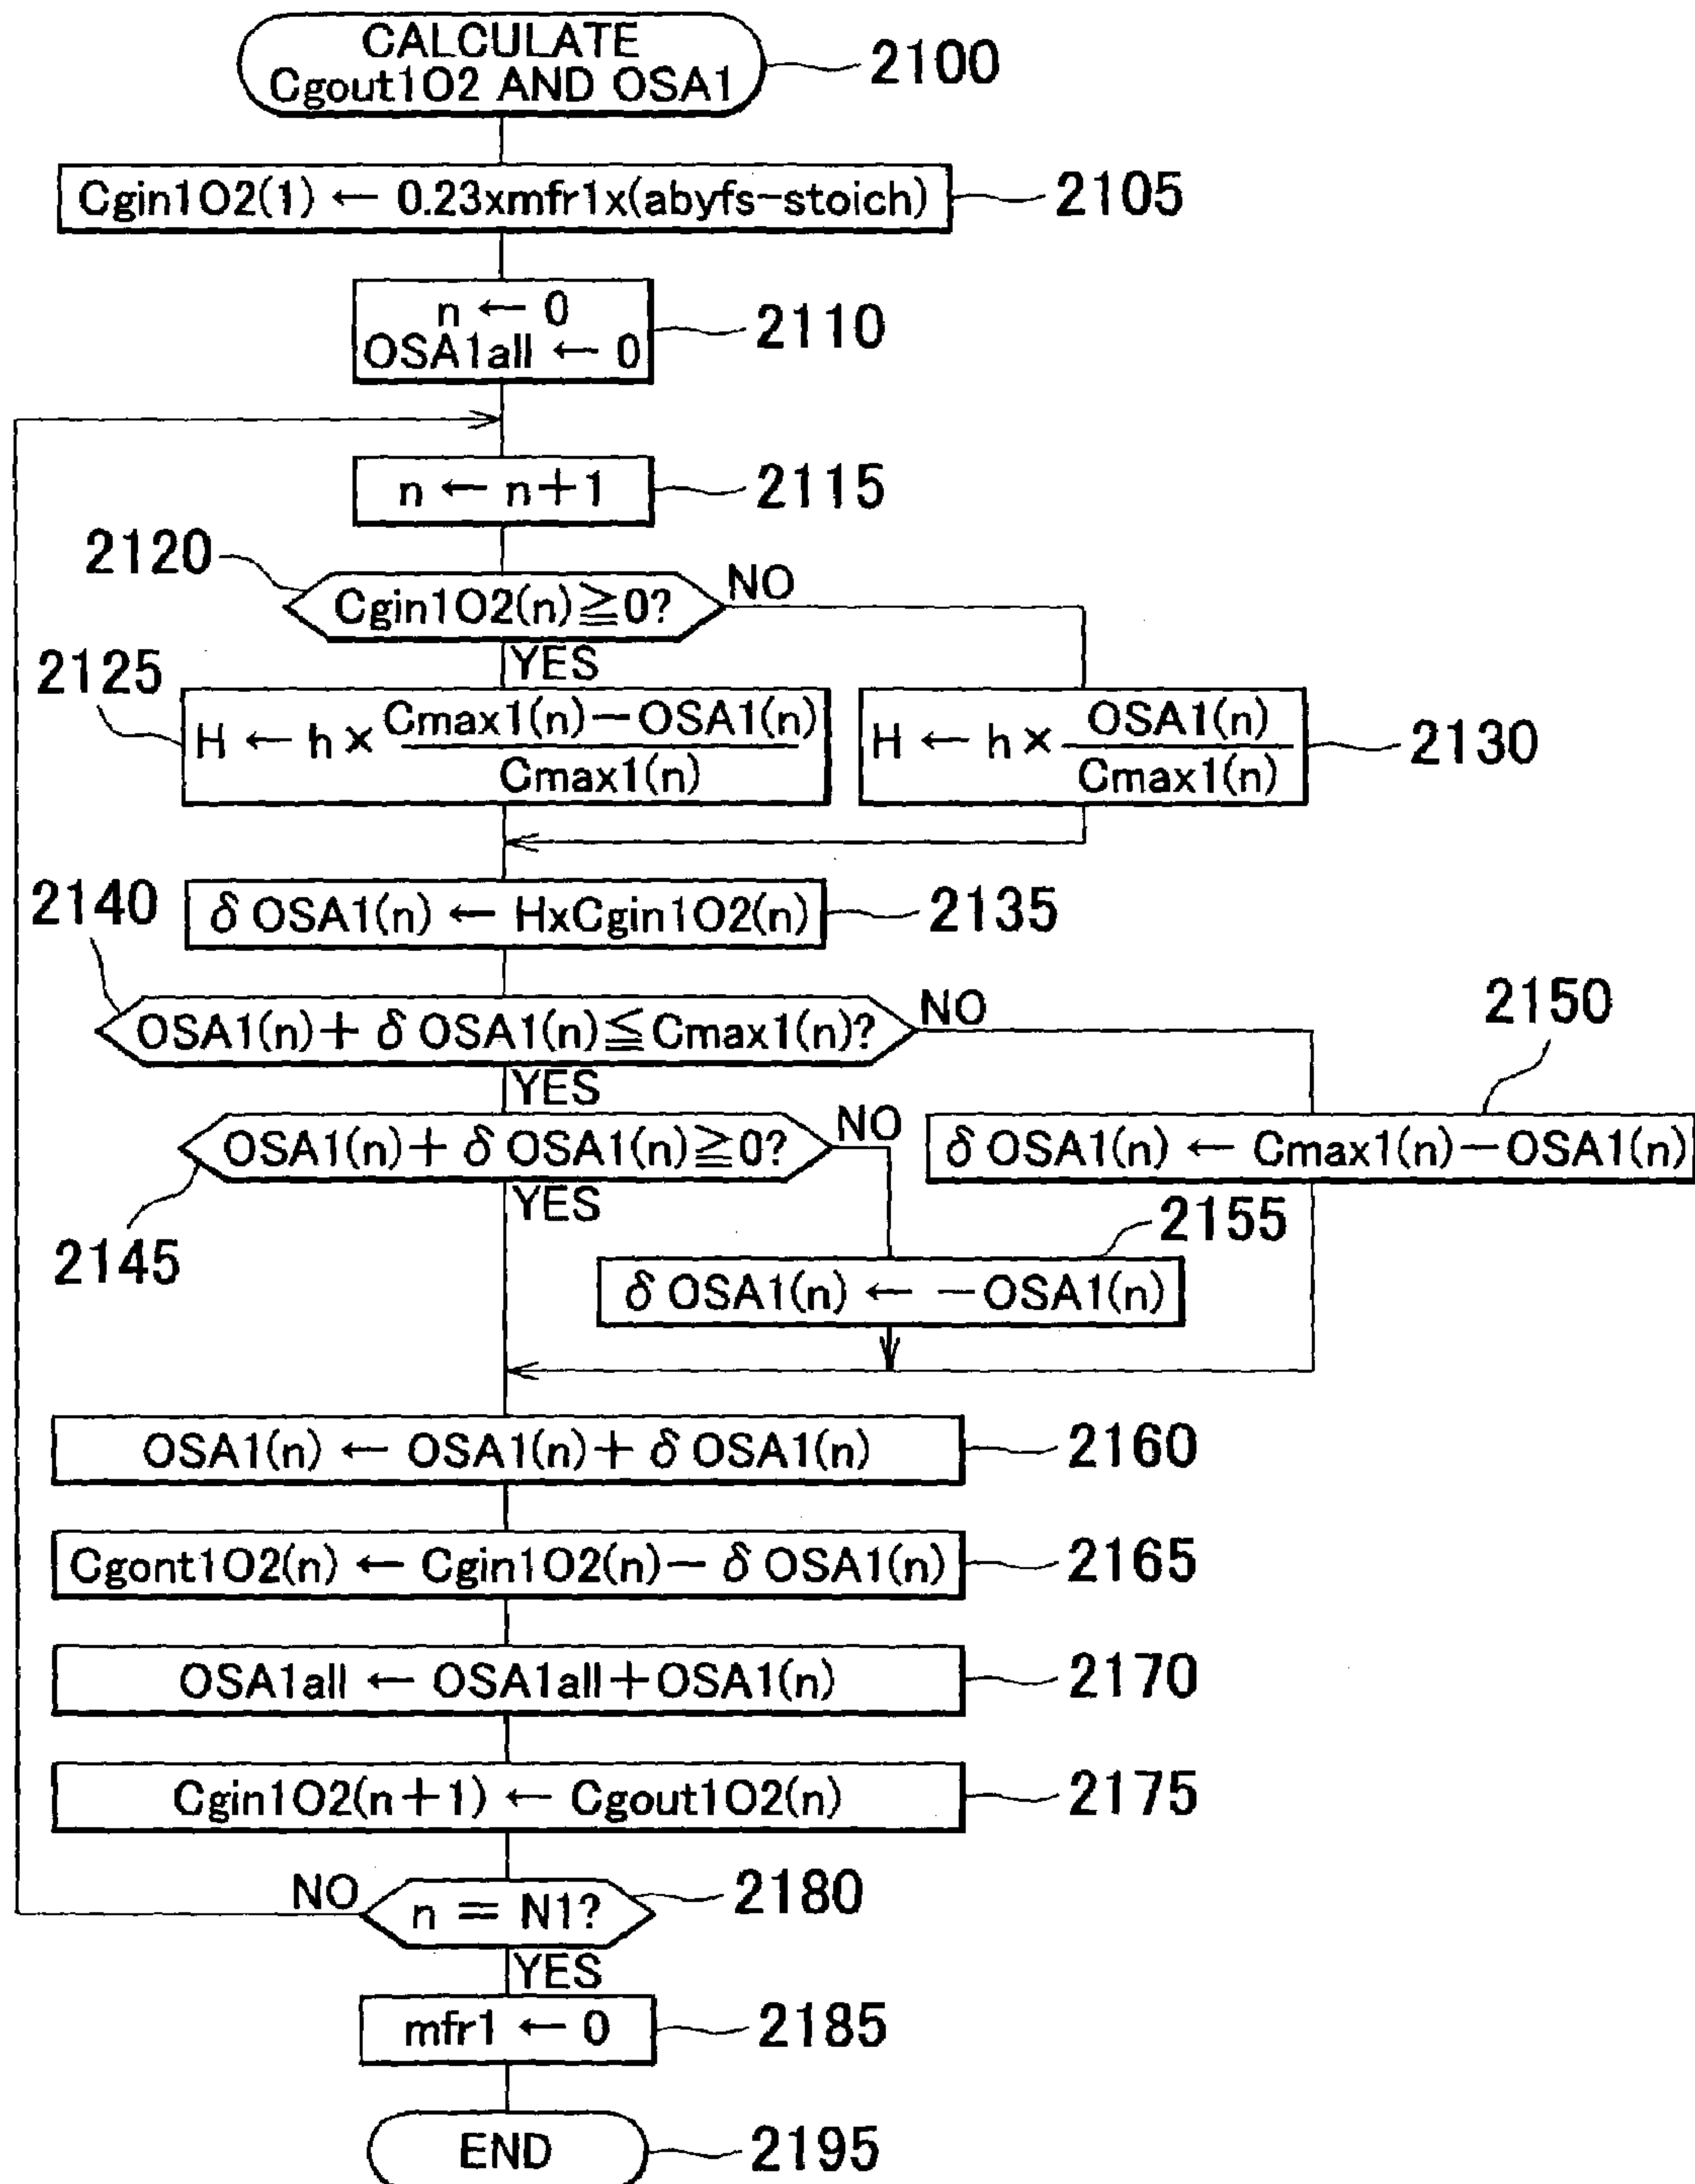 CALCULATE
Cgout1O2 AND OSA1
2100
Cgin1O2(1) ← 0.23xmfr1x(abyfs-stoich)
2105
n ← 0
OSA1all ← 0
2110
n ← n+1
2115
2120
Cgin1O2(n)≧0?
NO
YES
2125
H ← h × Cmax1(n)-OSA1(n)
Cmax1(n)
H ← h × OSA1(n)
Cmax1(n)
2130
δ OSA1(n) ← HxCgin1O2(n)
2135
2140
OSA1(n)+ δ OSA1(n)≦Cmax1(n)?
NO
YES
2150
δ OSA1(n) ← Cmax1(n)-OSA1(n)
OSA1(n)+ δ OSA1(n)≧0?
NO
YES
2145
2155
δ OSA1(n) ← -OSA1(n)
OSA1(n) ← OSA1(n)+ δ OSA1(n)
2160
Cgont1O2(n) ← Cgin1O2(n)- δ OSA1(n)
2165
OSA1all ← OSA1all+OSA1(n)
2170
Cgin1O2(n+1) ← Cgout1O2(n)
2175
NO
n = N1?
2180
YES
mfr1 ← 0
2185
END
2195